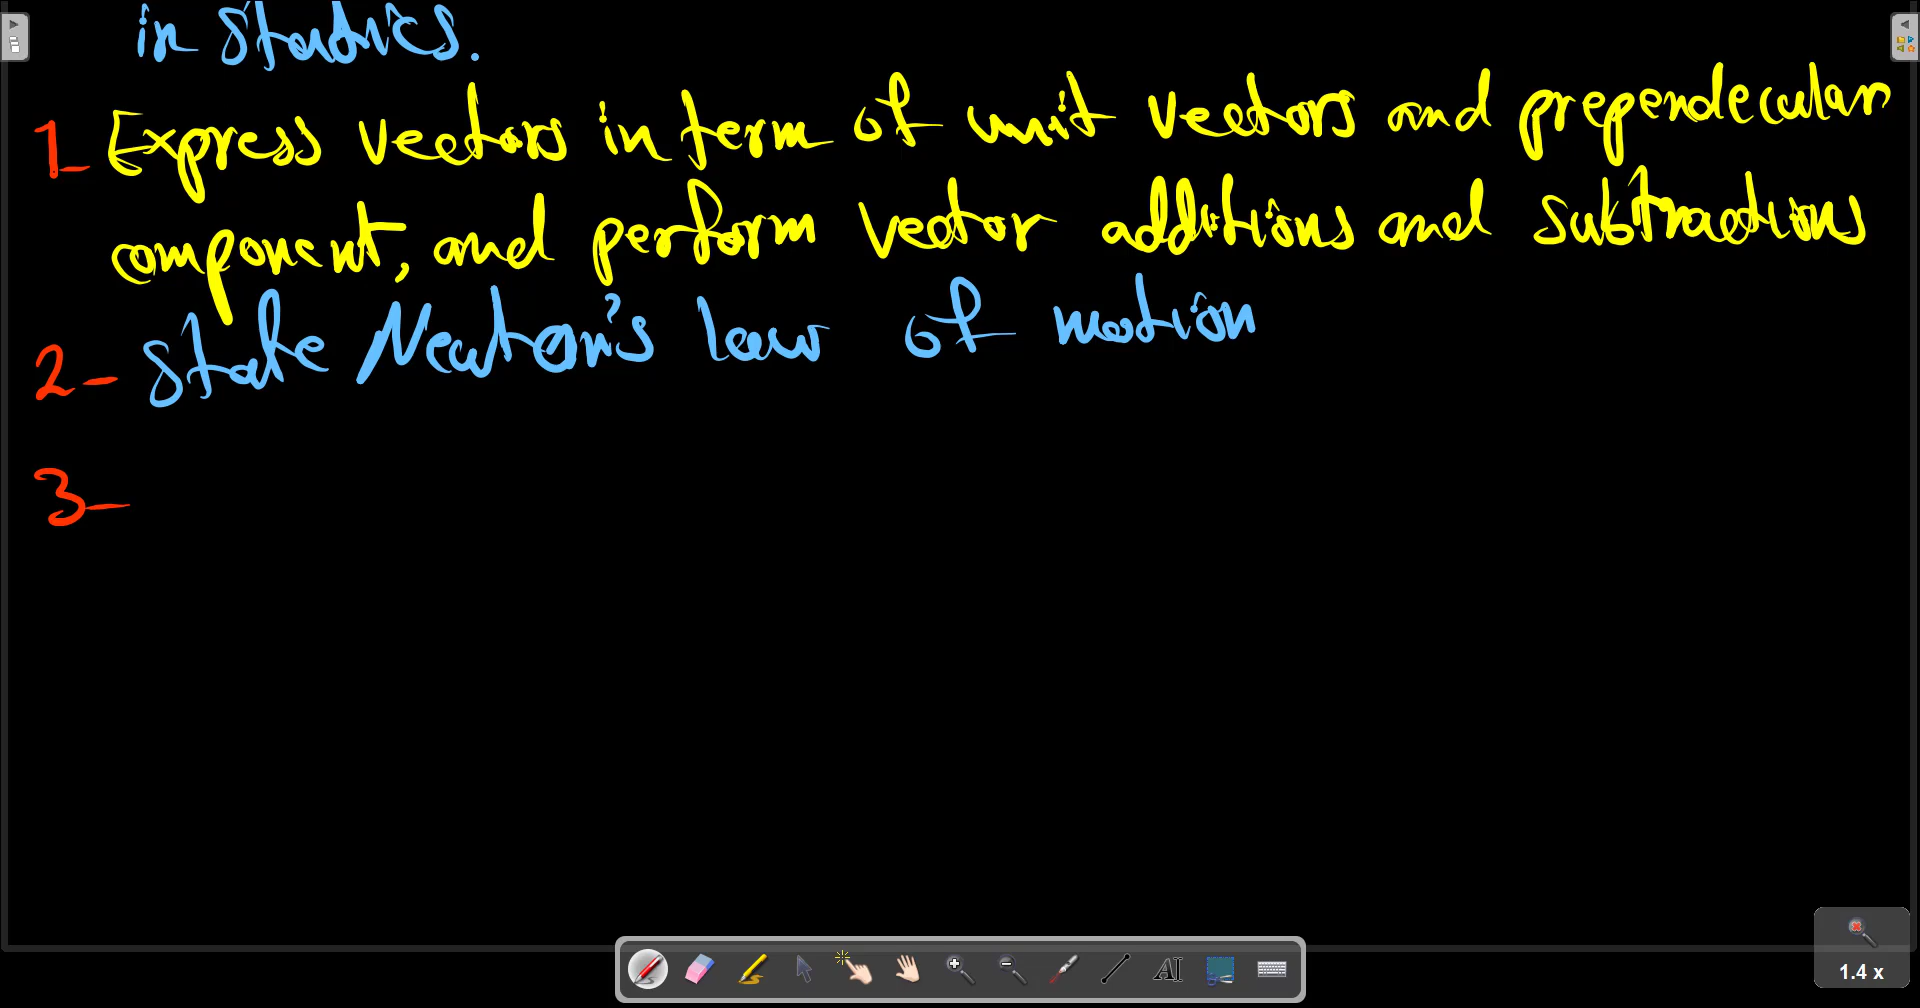 in statics.
1- Express vectors in term of unit vectors and prependecular
component, and perform vector additions and subtractions
2- State Newton's law of motion
3-
1.4 x